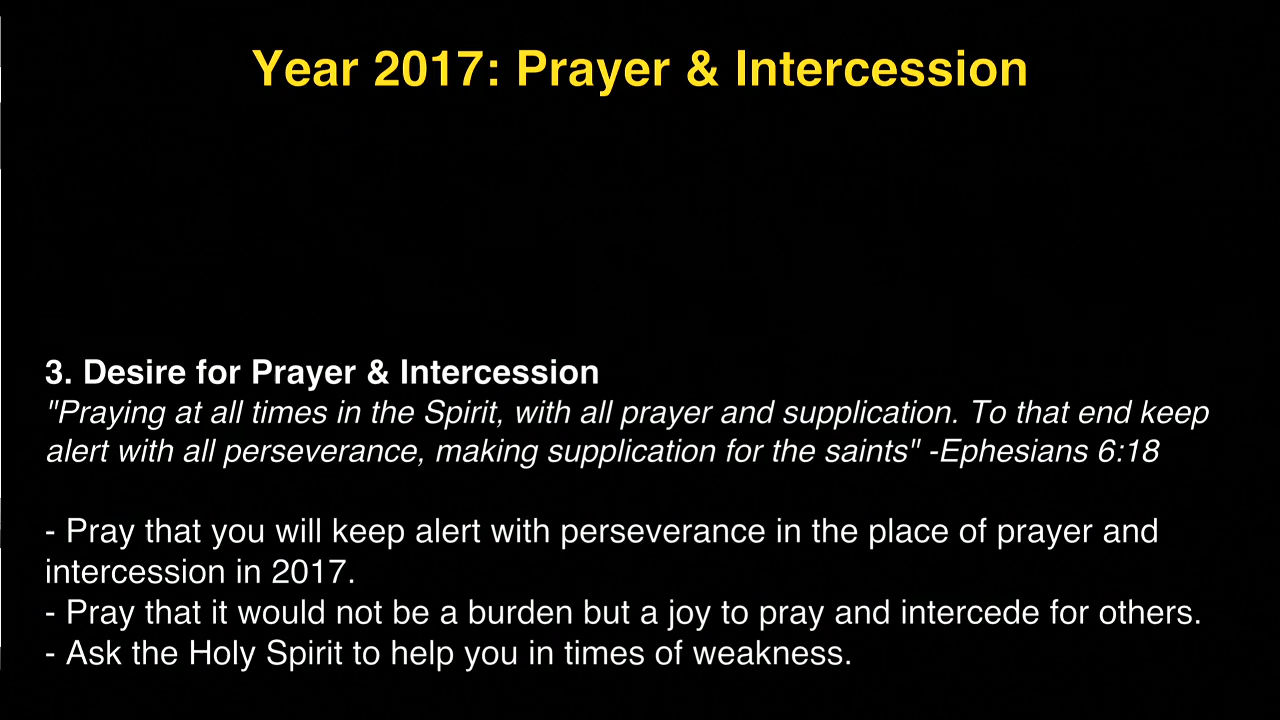 Year 2017: Prayer & Intercession
3. Desire for Prayer & Intercession
"Praying at all times in the Spirit, with all prayer and supplication. To that end keep
alert with all perseverance, making supplication for the saints" -Ephesians 6:18
- Pray that you will keep alert with perseverance in the place of prayer and
intercession in 2017.
- Pray that it would not be a burden but a joy to pray and intercede for others.
- Ask the Holy Spirit to help you in times of weakness.